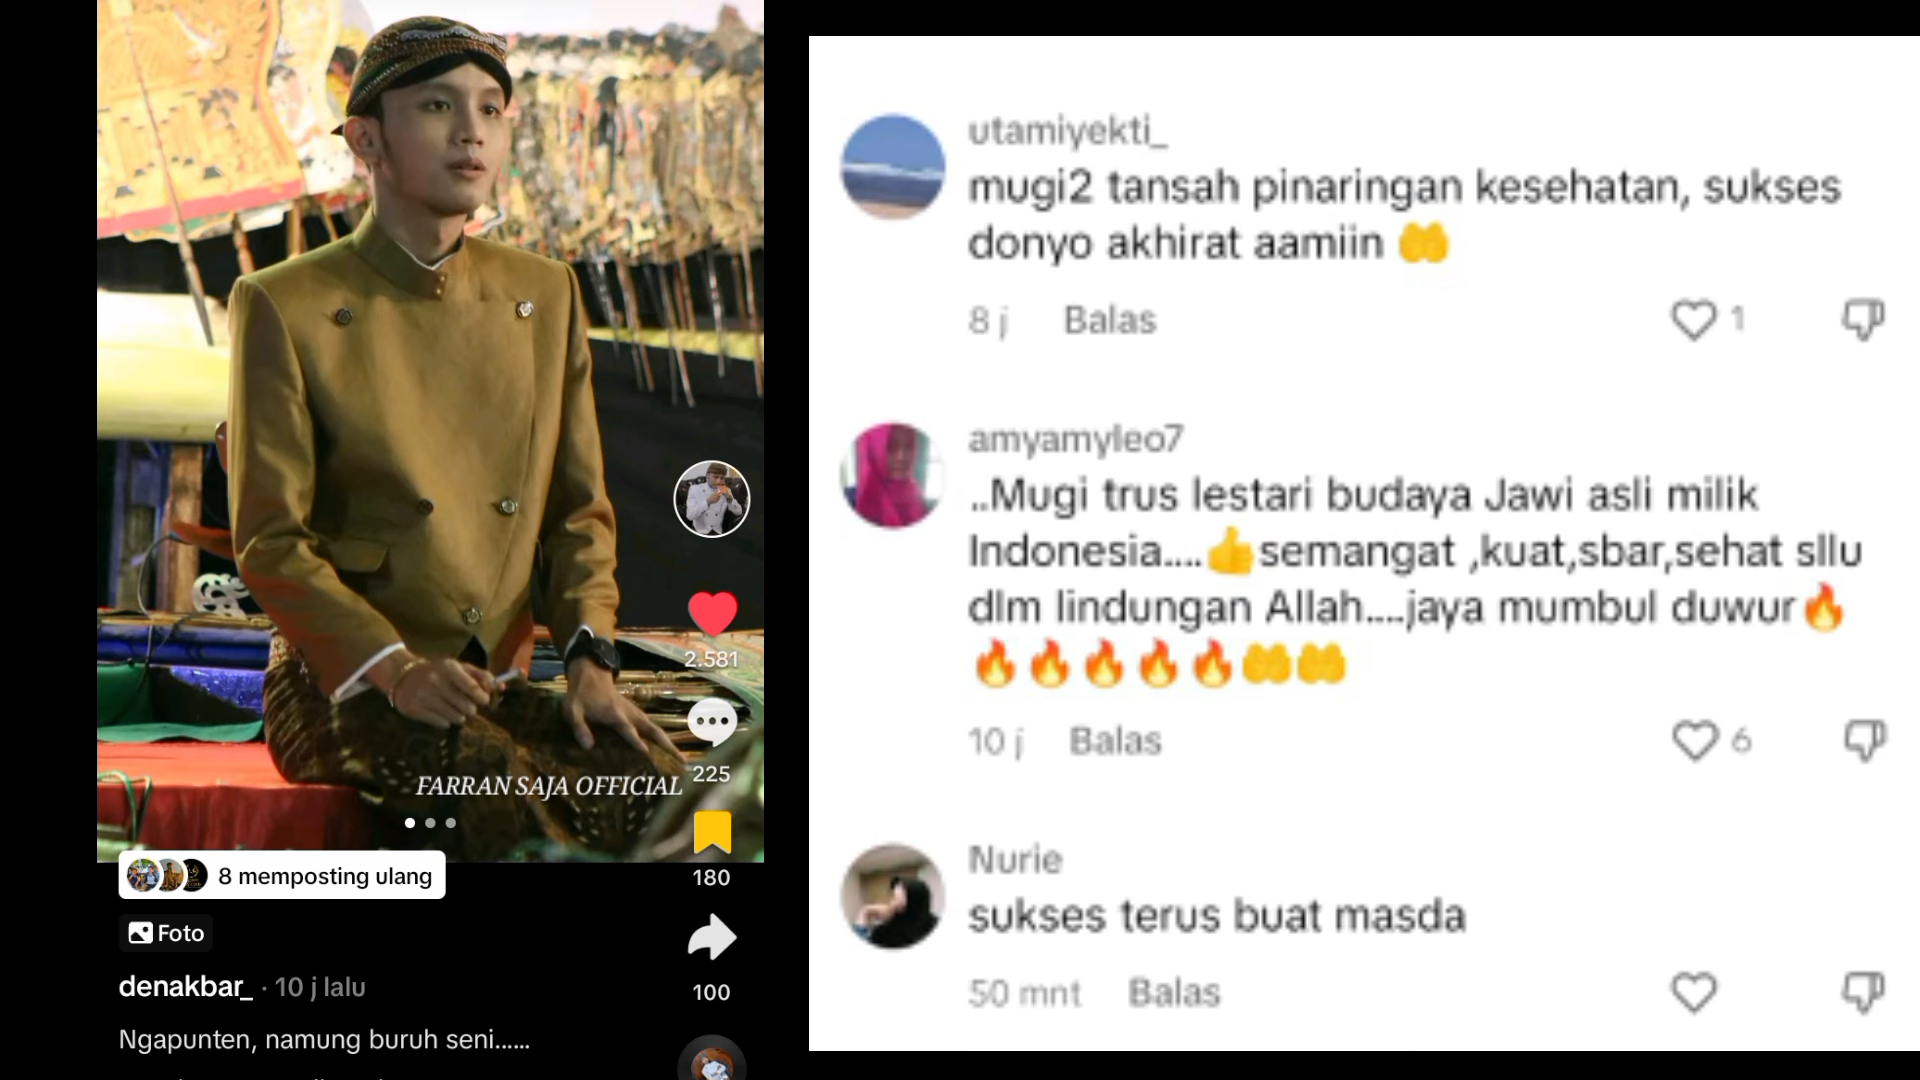 FARRAN SAJA OFFICIAL
2.581
225
180
100
8 memposting ulang
Foto
denakbar_ · 10 j lalu
Ngapunten, namung buruh seni......
utamiyekti_
mugi2 tansah pinaringan kesehatan, sukses
donyo akhirat aamiin 🤲
8 j Balas 1
amyamyleo7
..Mugi trus lestari budaya Jawi asli milik
Indonesia....👍semangat ,kuat,sbar,sehat sllu
dlm lindungan Allah....jaya mumbul duwur🔥
🔥🔥🔥🔥🔥🤲🤲
10 j Balas 6
Nurie
sukses terus buat masda
50 mnt Balas